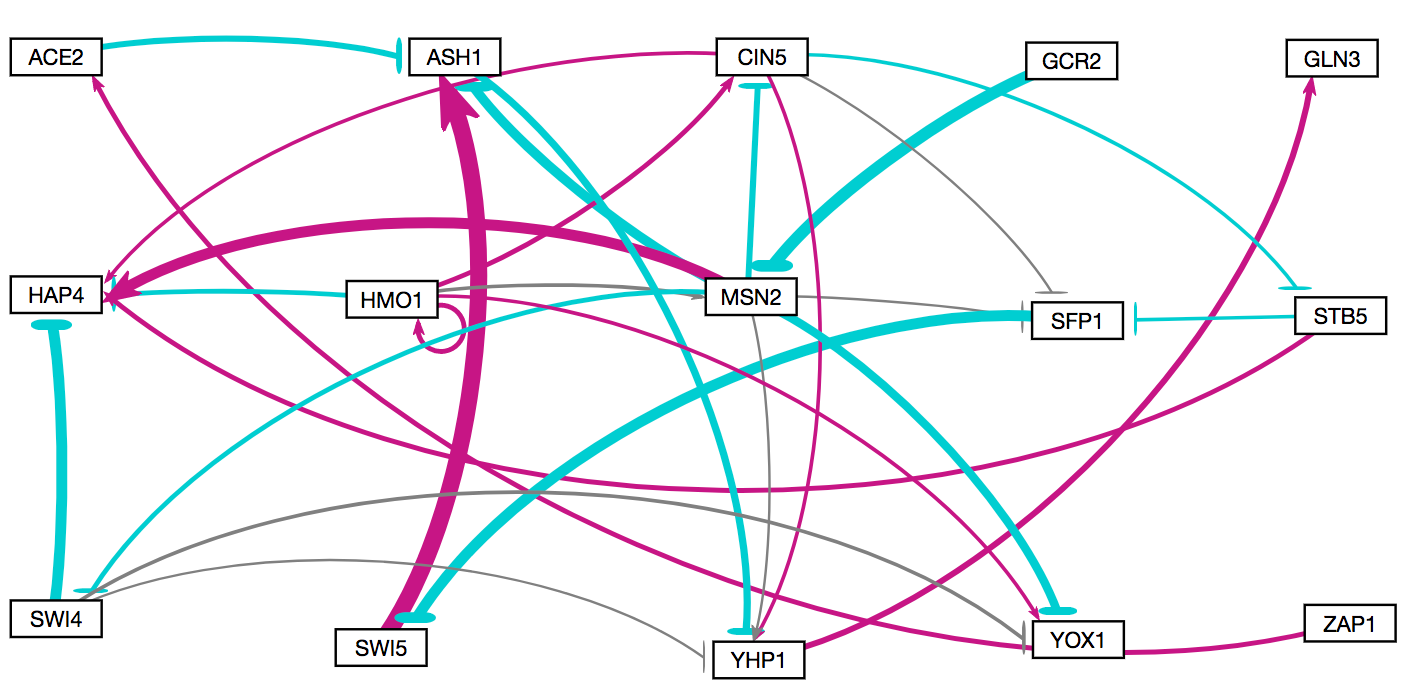 ACE2
ASH1
CIN5
GCR2
GLN3
HAP4
HMO1
MSN2
SFP1
STB5
SWI4
SWI5
YHP1
YOX1
ZAP1